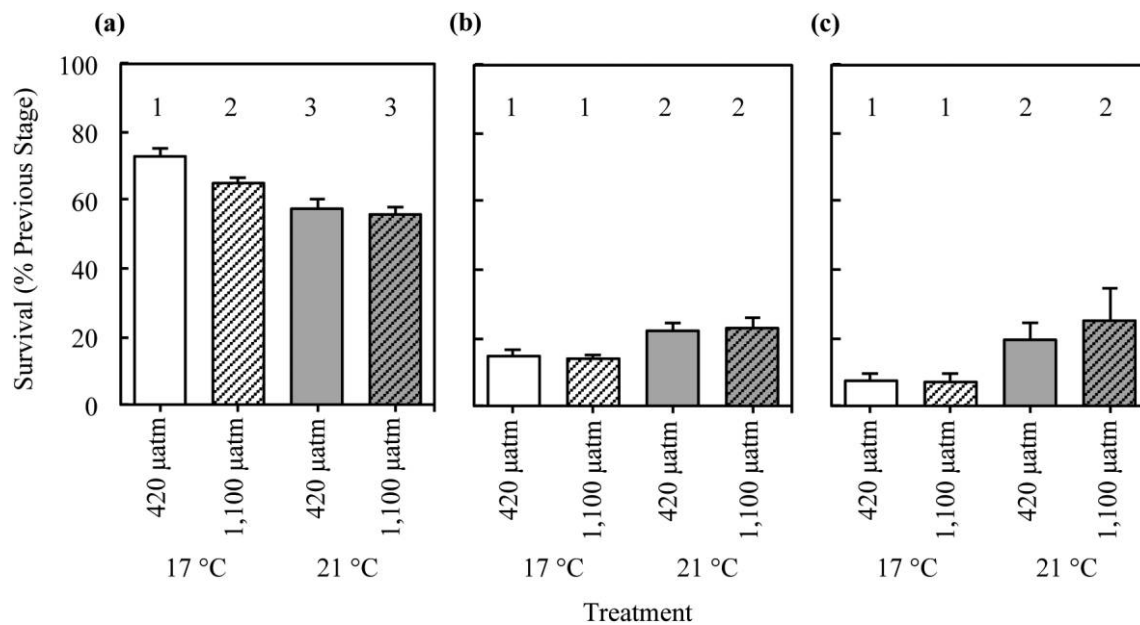 (a) (b) (c)
Survival (% Previous Stage)
100
80
60
40
20
0
1 2 3 3
1 1 2 2
1 1 2 2
420 µatm 1,100 µatm 420 µatm 1,100 µatm
420 µatm 1,100 µatm 420 µatm 1,100 µatm
420 µatm 1,100 µatm 420 µatm 1,100 µatm
17 °C 21 °C 17 °C 21 °C 17 °C 21 °C
Treatment